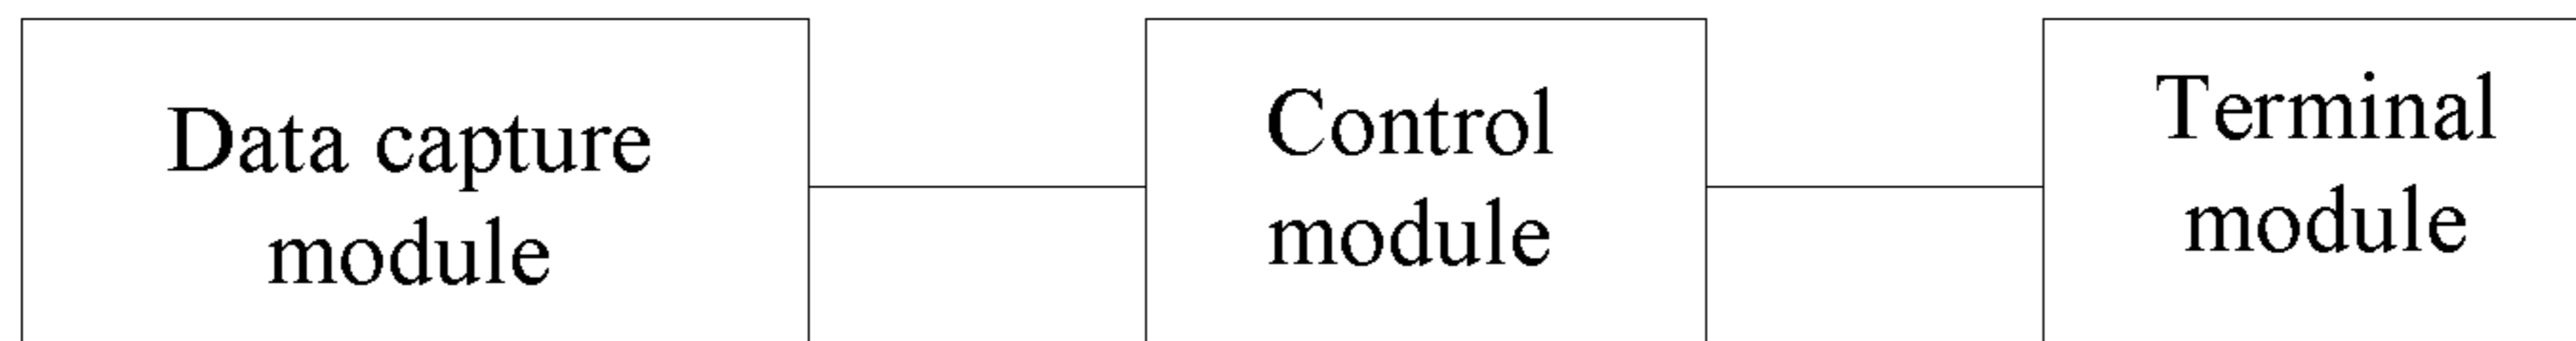 Data capture
module
Control
module
Terminal
module